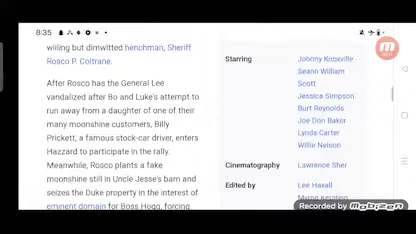 8:35
willing but dimwitted henchman, Sheriff
Rosco P. Coltrane.
After Rosco has the General Lee
vandalized after Bo and Luke's attempt to
run away from a daughter of one of their
many moonshine customers, Billy
Prickett, a famous stock-car driver, enters
Hazzard to participate in the rally.
Meanwhile, Rosco plants a fake
moonshine still in Uncle Jesse's barn and
seizes the Duke property in the interest of
eminent domain for Boss Hogg, forcing
Starring
Johnny Knoxville
Seann William
Scott
Jessica Simpson
Burt Reynolds
Joe Don Baker
Lynda Carter
Willie Nelson
Cinematography
Lawrence Sher
Edited by
Lee Haxall
Myron Kerstein
Recorded by
Mobizen